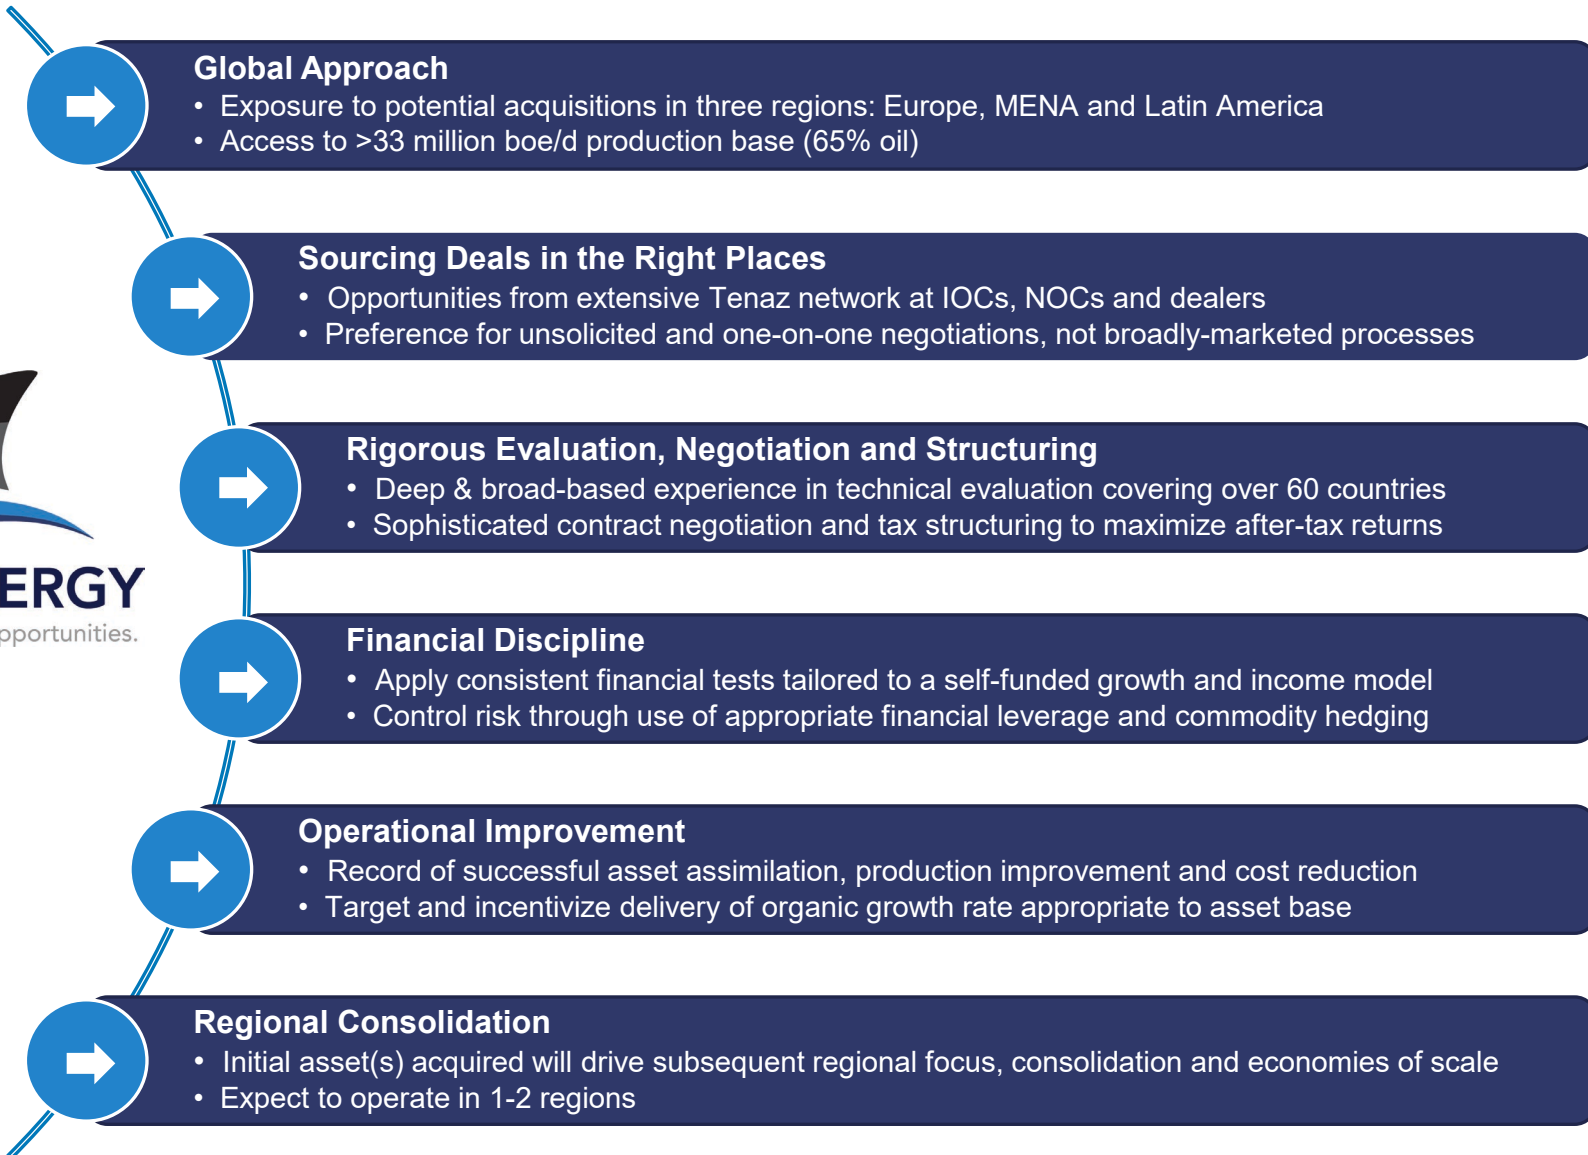 Global Approach
• Exposure to potential acquisitions in three regions: Europe, MENA and Latin America
• Access to >33 million boe/d production base (65% oil)
Sourcing Deals in the Right Places
• Opportunities from extensive Tenaz network at IOCs, NOCs and dealers
• Preference for unsolicited and one-on-one negotiations, not broadly-marketed processes
Rigorous Evaluation, Negotiation and Structuring
• Deep & broad-based experience in technical evaluation covering over 60 countries
• Sophisticated contract negotiation and tax structuring to maximize after-tax returns
ERGY
pportunities.
Financial Discipline
• Apply consistent financial tests tailored to a self-funded growth and income model
• Control risk through use of appropriate financial leverage and commodity hedging
Operational Improvement
• Record of successful asset assimilation, production improvement and cost reduction
• Target and incentivize delivery of organic growth rate appropriate to asset base
Regional Consolidation
• Initial asset(s) acquired will drive subsequent regional focus, consolidation and economies of scale
• Expect to operate in 1-2 regions